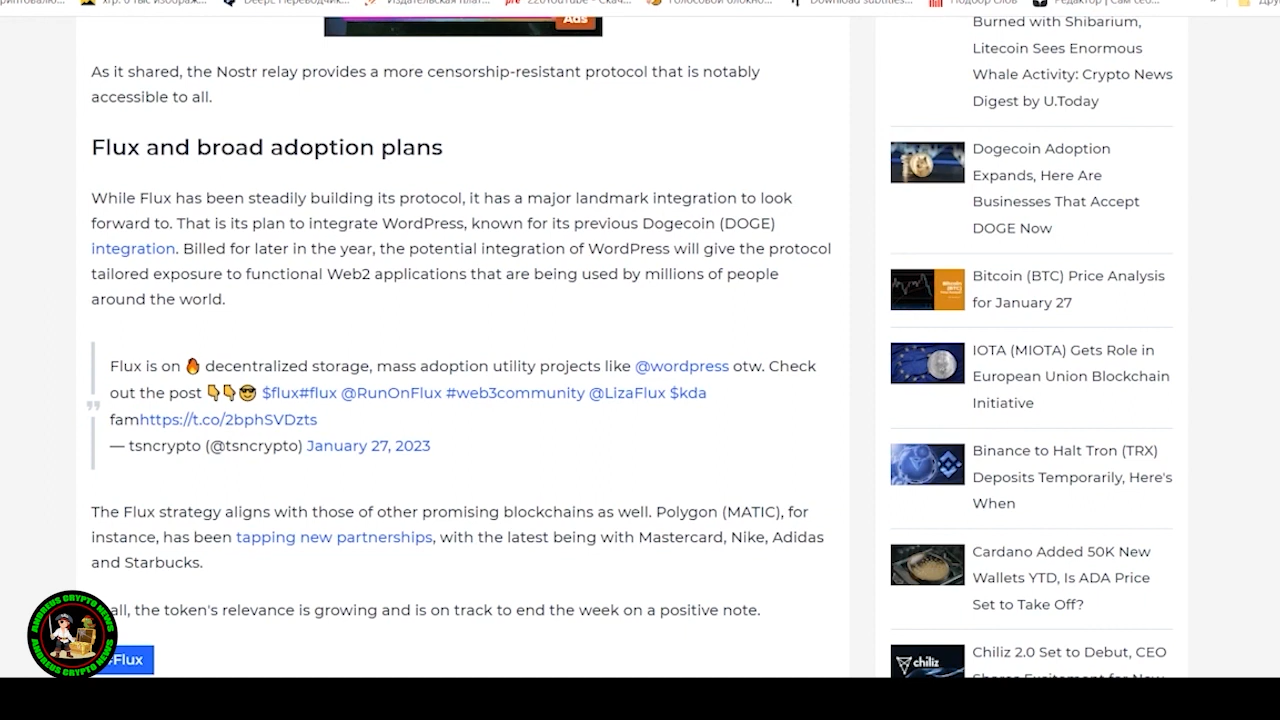 Ads
As it shared, the Nostr relay provides a more censorship-resistant protocol that is notably
accessible to all.
Flux and broad adoption plans
While Flux has been steadily building its protocol, it has a major landmark integration to look
forward to. That is its plan to integrate WordPress, known for its previous Dogecoin (DOGE)
integration. Billed for later in the year, the potential integration of WordPress will give the protocol
tailored exposure to functional Web2 applications that are being used by millions of people
around the world.
Flux is on 🔥 decentralized storage, mass adoption utility projects like @wordpress otw. Check
out the post 👇👇😎 $flux#flux @RunOnFlux #web3community @LizaFlux $kda
famhttps://t.co/2bphSVDzts
— tsncrypto (@tsncrypto) January 27, 2023
The Flux strategy aligns with those of other promising blockchains as well. Polygon (MATIC), for
instance, has been tapping new partnerships, with the latest being with Mastercard, Nike, Adidas
and Starbucks.
all, the token's relevance is growing and is on track to end the week on a positive note.
#Flux
ANDREUS CRYPTO NEWS
ANDREUS CRYPTO NEWS
Burned with Shibarium,
Litecoin Sees Enormous
Whale Activity: Crypto News
Digest by U.Today
Dogecoin Adoption
Expands, Here Are
Businesses That Accept
DOGE Now
Bitcoin (BTC) Price Analysis
for January 27
IOTA (MIOTA) Gets Role in
European Union Blockchain
Initiative
Binance to Halt Tron (TRX)
Deposits Temporarily, Here's
When
Cardano Added 50K New
Wallets YTD, Is ADA Price
Set to Take Off?
chiliz
Chiliz 2.0 Set to Debut, CEO